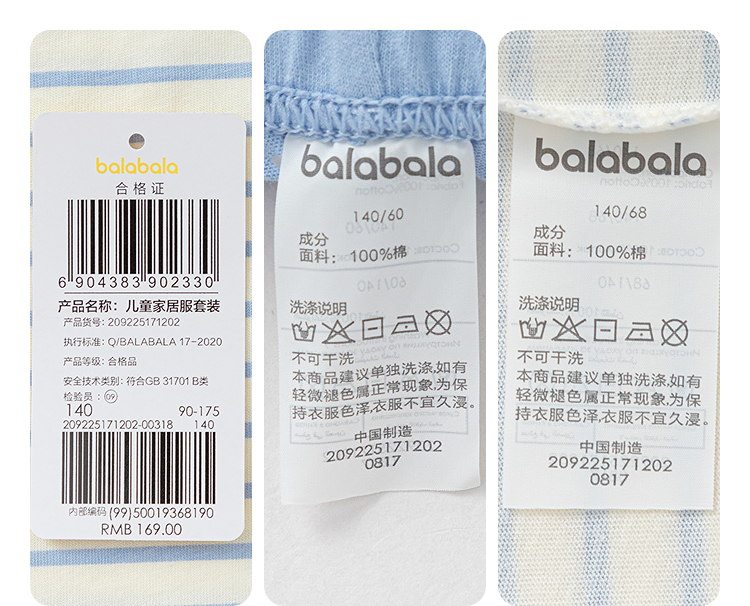 balabala
合格证
6 904383 902330
产品名称：儿童家居服套装
产品货号：209225171202
执行标准：Q/BALABALA 17-2020
产品等级：合格品
安全技术类别：符合GB 31701 B类
检验员：09
140 90-175
209225171202-00318 140
内部编码 (99)50019368190
RMB 169.00
balabala
140/60
成分
面料：100%棉
洗涤说明
不可干洗
本商品建议单独洗涤,如有
轻微褪色属正常现象,为保
持衣服色泽,衣服不宜久浸。
中国制造
209225171202
0817
balabala
140/68
成分
面料：100%棉
洗涤说明
不可干洗
本商品建议单独洗涤,如有
轻微褪色属正常现象,为保
持衣服色泽,衣服不宜久浸。
中国制造
209225171202
0817